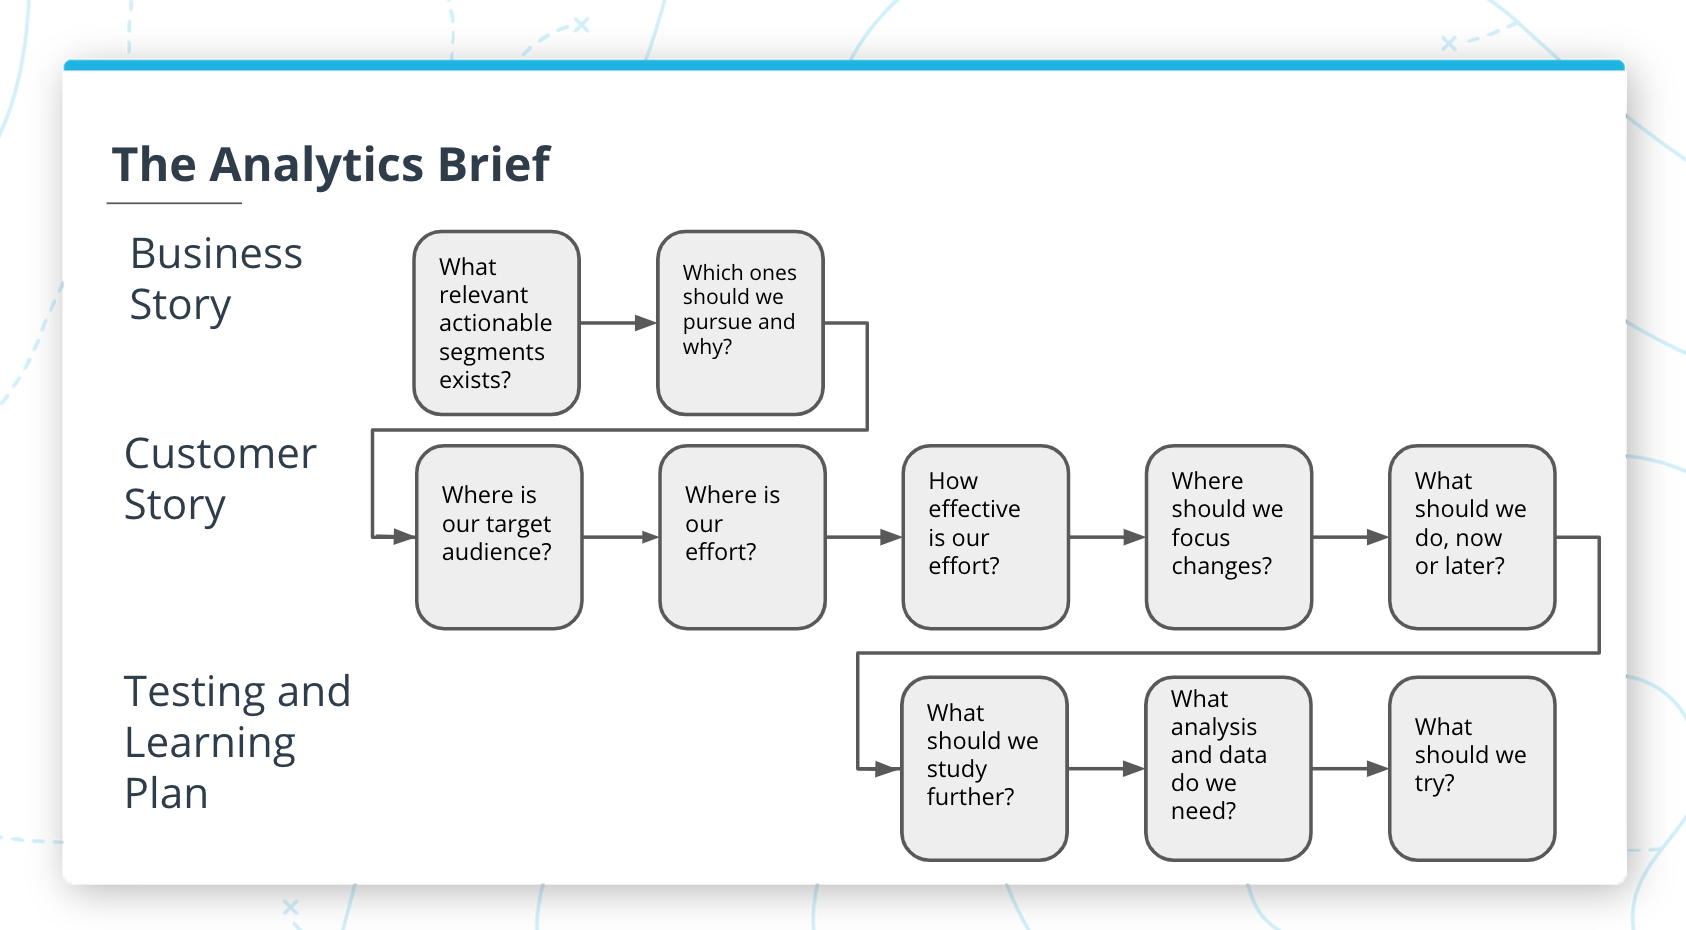 The Analytics Brief
Business
Story
What
relevant
actionable
segments
exists?
Which ones
should we
pursue and
why?
Customer
Story
Where is
our target
audience?
Where is
our
effort?
How
effective
is our
effort?
Where
should we
focus
changes?
What
should we
do, now
or later?
Testing and
Learning
Plan
What
should we
study
further?
What
analysis
and data
do we
need?
What
should we
try?